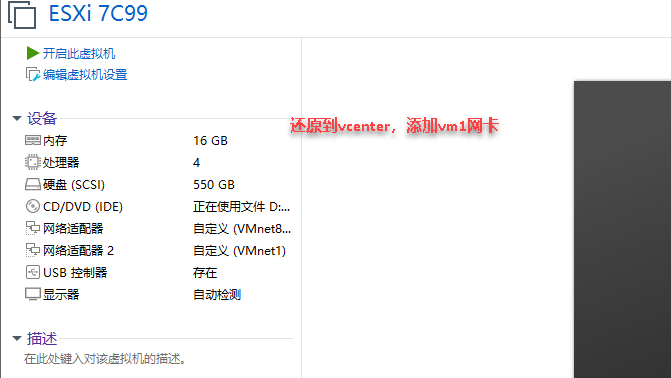 ESXi 7C99
开启此虚拟机
编辑虚拟机设置
设备
还原到vcenter，添加vm1网卡
内存 16 GB
处理器 4
硬盘 (SCSI) 550 GB
CD/DVD (IDE) 正在使用文件 D:...
网络适配器 自定义 (VMnet8...
网络适配器 2 自定义 (VMnet1)
USB 控制器 存在
显示器 自动检测
描述
在此处键入对该虚拟机的描述。